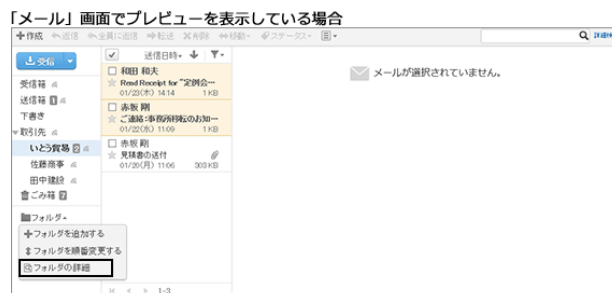 「メール」画面でプレビューを表示している場合
作成 返信 全員に返信 転送 削除 移動 ステータス
詳細検
受信
受信箱
送信箱 1
下書き
取引先
いとう貿易 2
佐藤商事
田中建設
ごみ箱 7
フォルダ
フォルダを追加する
フォルダを順番変更する
フォルダの詳細
送信日時
和田 和夫
Read Receipt for "定例会…
01/23(木) 14:14 1KB
赤坂 剛
ご連絡:事務所移転のお知…
01/22(水) 11:09 1KB
赤坂 剛
見積書の送付
01/20(月) 11:06 303KB
1-3
メールが選択されていません。